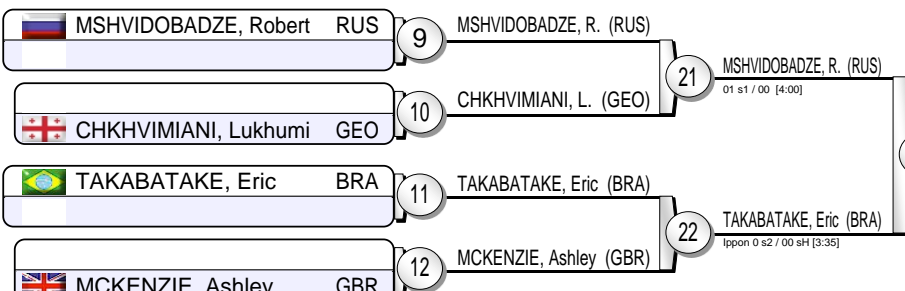 MSHVIDOBADZE, Robert RUS
9
MSHVIDOBADZE, R. (RUS)
21
MSHVIDOBADZE, R. (RUS)
01 s1 / 00 [4:00]
10
CHKHVIMIANI, L. (GEO)
CHKHVIMIANI, Lukhumi GEO
TAKABATAKE, Eric BRA
11
TAKABATAKE, Eric (BRA)
22
TAKABATAKE, Eric (BRA)
Ippon 0 s2 / 00 sH [3:35]
12
MCKENZIE, Ashley (GBR)
MCKENZIE, Ashley GBR